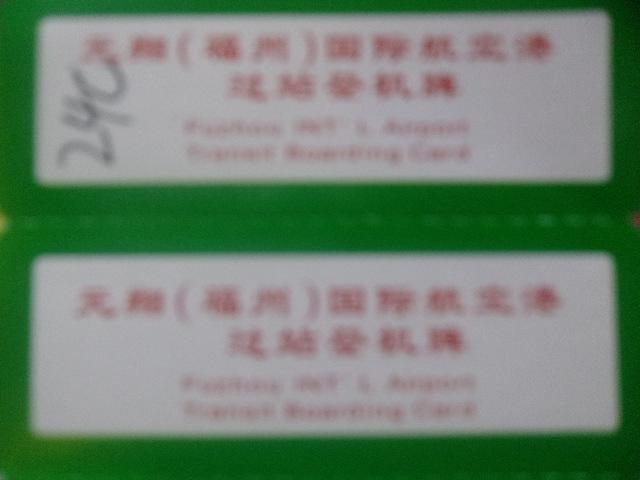 元翔(福州)国际航空港
过站登机牌
Fuzhou INT' L Airport
Transit Boarding Card
24C
元翔(福州)国际航空港
过站登机牌
Fuzhou INT' L Airport
Transit Boarding Card